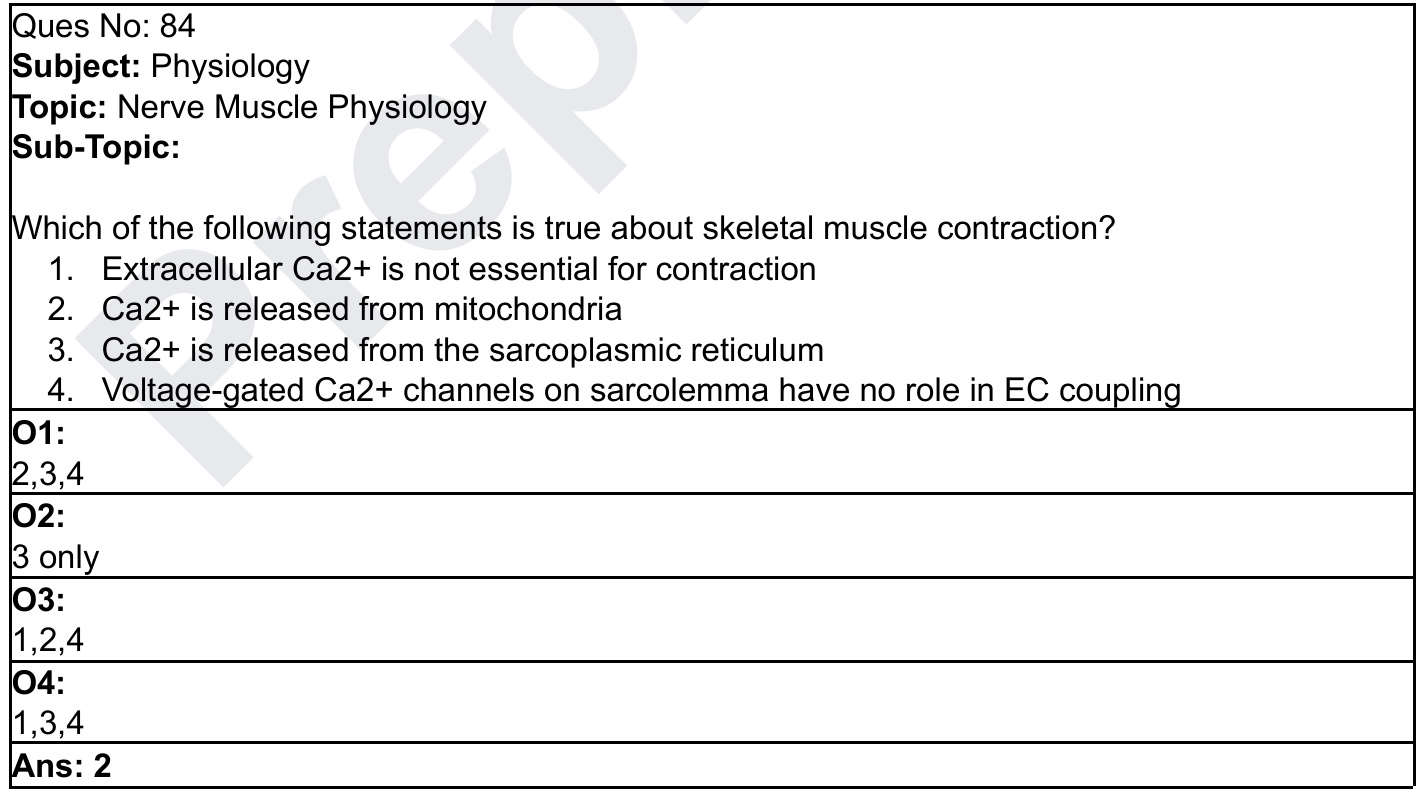 Ques No: 84
Subject: Physiology
Topic: Nerve Muscle Physiology
Sub-Topic:
Which of the following statements is true about skeletal muscle contraction?
1. Extracellular Ca2+ is not essential for contraction
2. Ca2+ is released from mitochondria
3. Ca2+ is released from the sarcoplasmic reticulum
4. Voltage-gated Ca2+ channels on sarcolemma have no role in EC coupling
O1:
2,3,4
O2:
3 only
O3:
1,2,4
O4:
1,3,4
Ans: 2
Prep